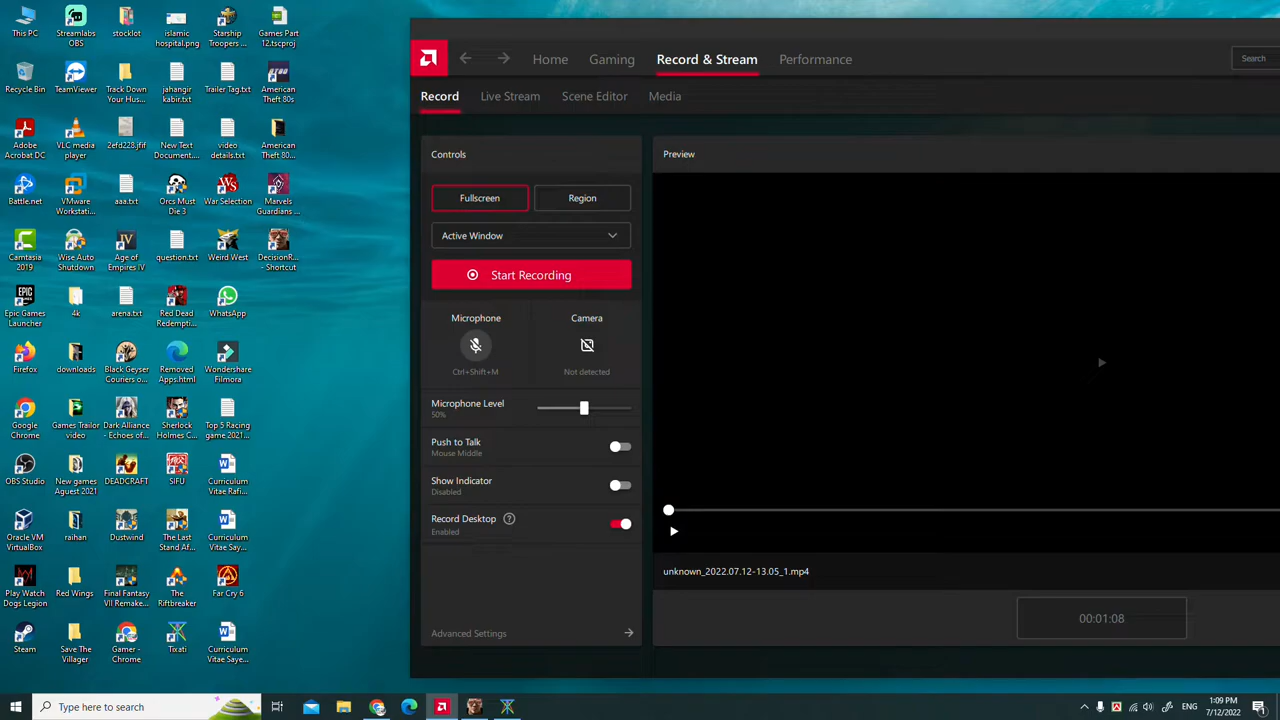 This PC
Streamlabs
OBS
stocklot
islamic
hospital.png
Starship
Troopers ...
Games Part
12.tscproj
Recycle Bin
TeamViewer
Track Down
Your Hus...
jahangir
kabir.txt
Trailer Tag.txt
American
Theft 80s
Adobe
Acrobat DC
VLC media
player
2efd228.jfif
New Text
Document....
video
details.txt
American
Theft 80...
Battle.net
VMware
Workstati...
aaa.txt
Orcs Must
Die 3
War Selection
Marvels
Guardians ...
Camtasia
2019
Wise Auto
Shutdown
Age of
Empires IV
question.txt
Weird West
DecisionR...
- Shortcut
Epic Games
Launcher
4k
arena.txt
Red Dead
Redemptio...
WhatsApp
Firefox
downloads
Black Geyser
Couriers o...
Removed
Apps.html
Wondershare
Filmora
Google
Chrome
Games Trailor
video
Dark Alliance
- Echoes of...
Sherlock
Holmes C...
Top 5 Racing
game 2021...
OBS Studio
New games
Aguest 2021
DEADCRAFT
SIFU
Curriculum
Vitae Rafi...
Oracle VM
VirtualBox
raihan
Dustwind
The Last
Stand Af...
Curriculum
Vitae Say...
Play Watch
Dogs Legion
Red Wings
Final Fantasy
VII Remake...
The
Riftbreaker
Far Cry 6
Steam
Save The
Villager
Gamer -
Chrome
Tixati
Curriculum
Vitae Saye...
Home
Gaming
Record & Stream
Performance
Search
Record
Live Stream
Scene Editor
Media
Controls
Fullscreen
Region
Active Window
Start Recording
Microphone
Camera
Ctrl+Shift+M
Not detected
Microphone Level
50%
Push to Talk
Mouse Middle
Show Indicator
Disabled
Record Desktop
Enabled
Advanced Settings
Preview
unknown_2022.07.12-13.05_1.mp4
00:01:08
Type here to search
ENG
1:09 PM
7/12/2022